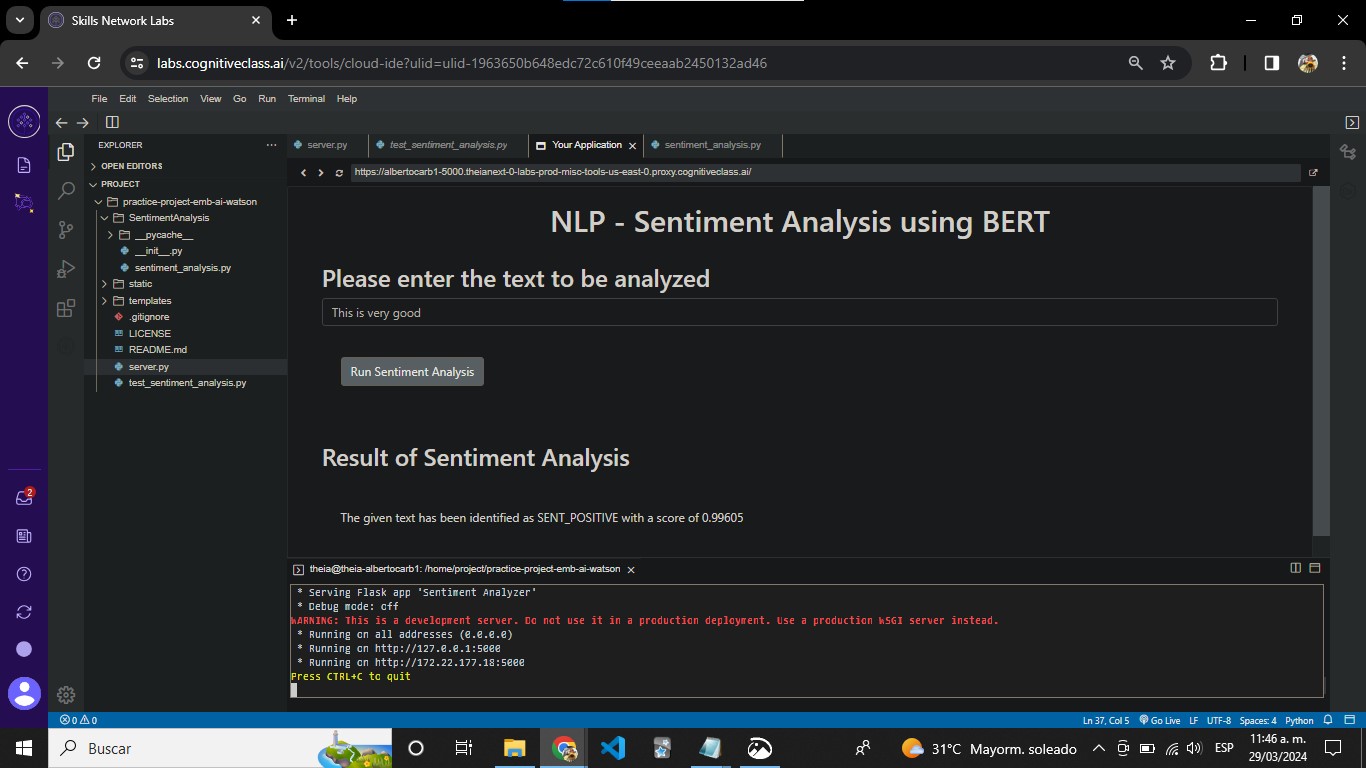 Skills Network Labs
labs.cognitiveclass.ai/v2/tools/cloud-ide?ulid=ulid-1963650b648edc72c610f49ceeaab2450132ad46
File Edit Selection View Go Run Terminal Help
EXPLORER
OPEN EDITORS
PROJECT
practice-project-emb-ai-watson
SentimentAnalysis
__pycache__
__init__.py
sentiment_analysis.py
static
templates
.gitignore
LICENSE
README.md
server.py
test_sentiment_analysis.py
server.py test_sentiment_analysis.py Your Application sentiment_analysis.py
https://albertocarb1-5000.theianext-0-labs-prod-misc-tools-us-east-0.proxy.cognitiveclass.ai/
NLP - Sentiment Analysis using BERT
Please enter the text to be analyzed
This is very good
Run Sentiment Analysis
Result of Sentiment Analysis
The given text has been identified as SENT_POSITIVE with a score of 0.99605
theia@theia-albertocarb1: /home/project/practice-project-emb-ai-watson
* Serving Flask app 'Sentiment Analyzer'
* Debug mode: off
WARNING: This is a development server. Do not use it in a production deployment. Use a production WSGI server instead.
* Running on all addresses (0.0.0.0)
* Running on http://127.0.0.1:5000
* Running on http://172.22.177.18:5000
Press CTRL+C to quit
2
0 0
Ln 37, Col 5 Go Live LF UTF-8 Spaces: 4 Python
Buscar
31°C Mayorm. soleado
ESP
11:46 a. m.
29/03/2024